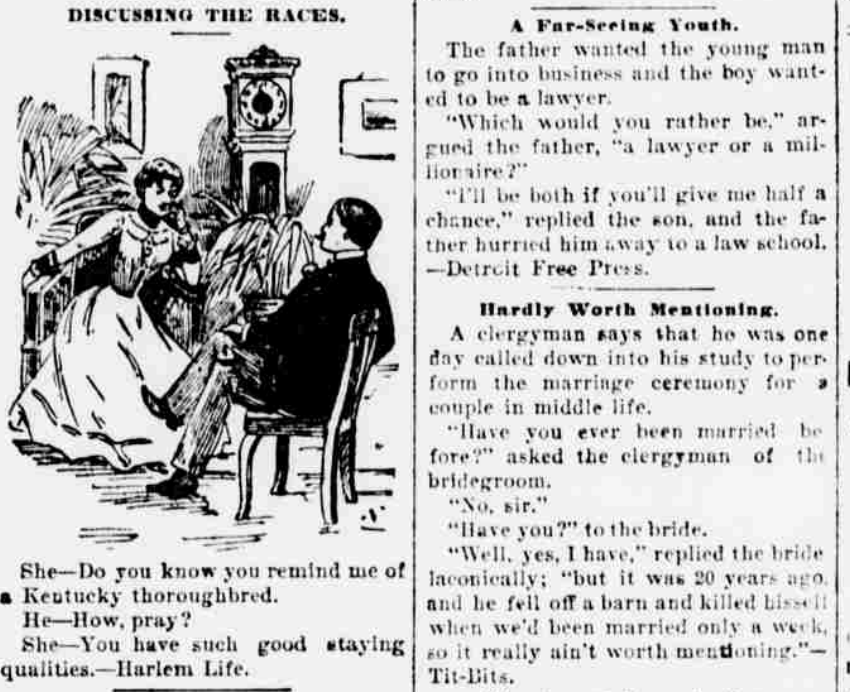 DISCUSSING THE RACES.
She—Do you know you remind me of
a Kentucky thoroughbred.
He—How, pray?
She—You have such good staying
qualities.—Harlem Life.
A Far-Seeing Youth.
The father wanted the young man
to go into business and the boy want-
ed to be a lawyer.
"Which would you rather be," ar-
gued the father, "a lawyer or a mil-
lionaire?"
"I'll be both if you'll give me half a
chance," replied the son, and the fa-
ther hurried him away to a law school.
—Detroit Free Press.
Hardly Worth Mentioning.
A clergyman says that he was one
day called down into his study to per-
form the marriage ceremony for a
couple in middle life.
"Have you ever been married be
fore?" asked the clergyman of the
bridegroom.
"No, sir."
"Have you?" to the bride.
"Well, yes, I have," replied the bride
laconically; "but it was 20 years ago,
and he fell off a barn and killed hisself
when we'd been married only a week,
so it really ain't worth mentioning."—
Tit-Bits.